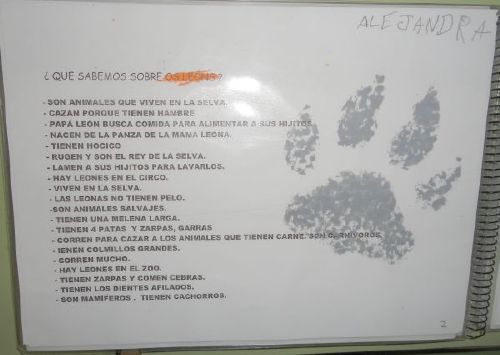 ALEJANDRA
¿ QUE SABEMOS SOBRE OS LEONS?
- SON ANIMALES QUE VIVEN EN LA SELVA.
- CAZAN PORQUE TIENEN HAMBRE
- PAPA LEON BUSCA COMIDA PARA ALIMENTAR A SUS HIJITOS.
- NACEN DE LA PANZA DE LA MAMA LEONA.
- TIENEN HOCICO
- RUGEN Y SON EL REY DE LA SELVA.
- LAMEN A SUS HIJITOS PARA LAVARLOS.
- HAY LEONES EN EL CIRCO.
- VIVEN EN LA SELVA.
- LAS LEONAS NO TIENEN PELO.
-SON ANIMALES SALVAJES.
- TIENEN UNA MELENA LARGA.
- TIENEN 4 PATAS Y ZARPAS, GARRAS
- CORREN PARA CAZAR A LOS ANIMALES QUE TIENEN CARNE. SON CARNIVOROS.
- IENEN COLMILLOS GRANDES.
- CORREN MUCHO.
- HAY LEONES EN EL ZOO.
- TIENEN ZARPAS Y COMEN CEBRAS.
- TIENEN LOS DIENTES AFILADOS.
- SON MAMIFEROS . TIENEN CACHORROS.
2